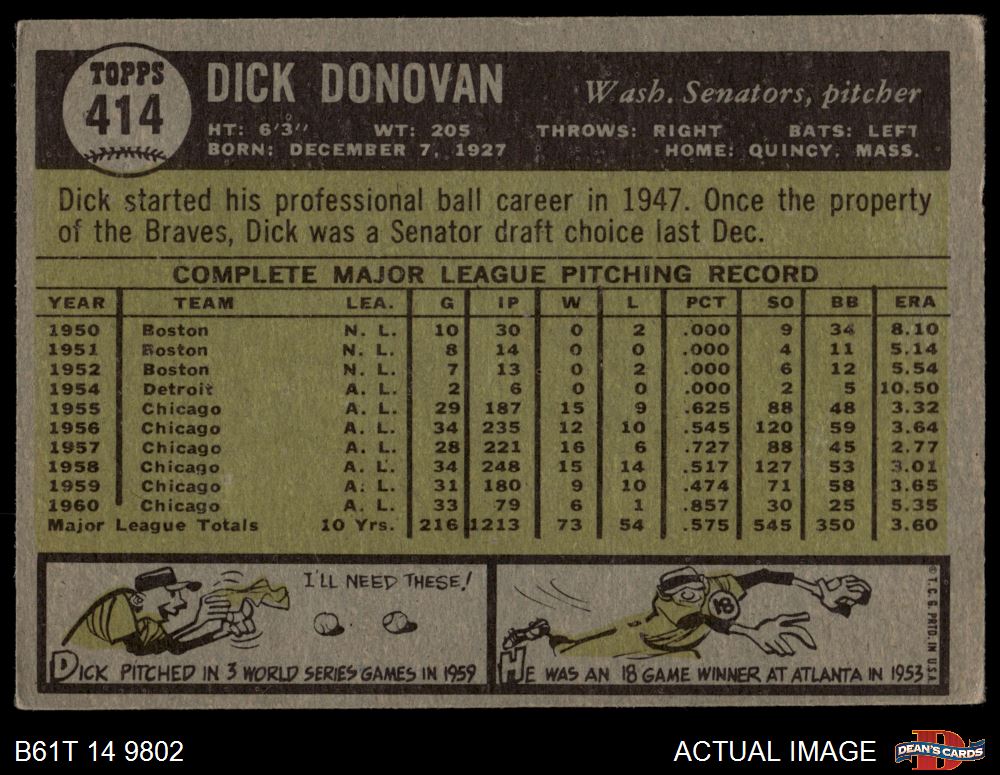 TOPPS
414
DICK DONOVAN
Wash. Senators, pitcher
HT: 6'3" WT: 205 THROWS: RIGHT BATS: LEFT
BORN: DECEMBER 7, 1927 HOME: QUINCY, MASS.
Dick started his professional ball career in 1947. Once the property
of the Braves, Dick was a Senator draft choice last Dec.
COMPLETE MAJOR LEAGUE PITCHING RECORD
YEAR TEAM LEA. G IP W L PCT SO BB ERA
1950 Boston N. L. 10 30 0 2 .000 9 34 8.10
1951 Boston N. L. 8 14 0 0 .000 4 11 5.14
1952 Boston N. L. 7 13 0 2 .000 6 12 5.54
1954 Detroit A. L. 2 6 0 0 .000 2 5 10.50
1955 Chicago A. L. 29 187 15 9 .625 88 48 3.32
1956 Chicago A. L. 34 235 12 10 .545 120 59 3.64
1957 Chicago A. L. 28 221 16 6 .727 88 45 2.77
1958 Chicago A. L. 34 248 15 14 .517 127 53 3.01
1959 Chicago A. L. 31 180 9 10 .474 71 58 3.65
1960 Chicago A. L. 33 79 6 1 .857 30 25 5.35
Major League Totals 10 Yrs. 216 1213 73 54 .575 545 350 3.60
I'LL NEED THESE!
DICK PITCHED IN 3 WORLD SERIES GAMES IN 1959
18
HE WAS AN 18 GAME WINNER AT ATLANTA IN 1953
© T. C. G. PRTD. IN U.S.A.
B61T 14 9802
ACTUAL IMAGE
DEAN'S CARDS